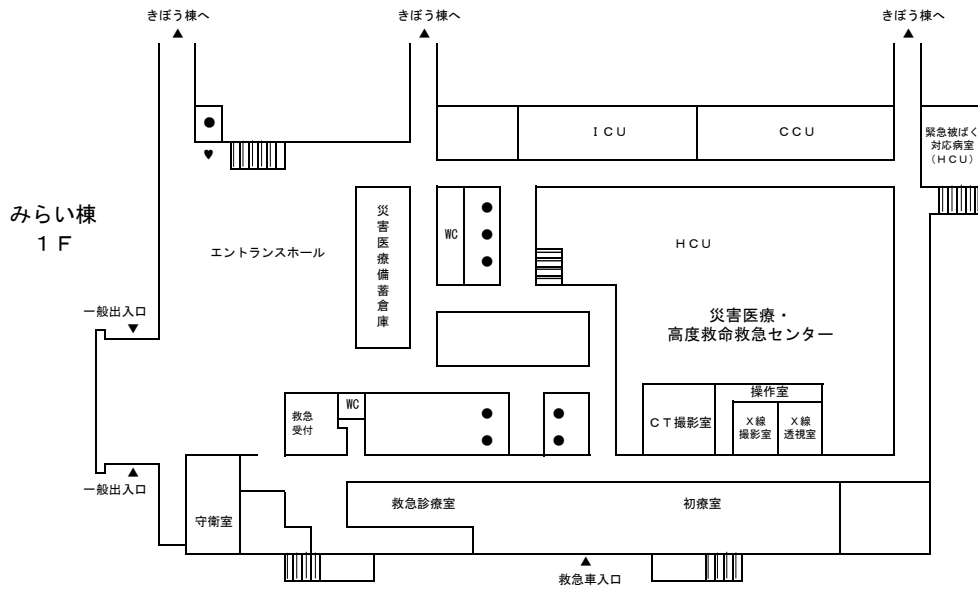 きぼう棟へ
きぼう棟へ
きぼう棟へ
ＩＣＵ
ＣＣＵ
緊急被ばく
対応病室
（ＨＣＵ）
みらい棟
１Ｆ
エントランスホール
災害医療備蓄倉庫
WC
ＨＣＵ
災害医療・
高度救命救急センター
一般出入口
操作室
ＣＴ撮影室
Ｘ線
撮影室
Ｘ線
透視室
救急
受付
WC
一般出入口
守衛室
救急診療室
初療室
救急車入口